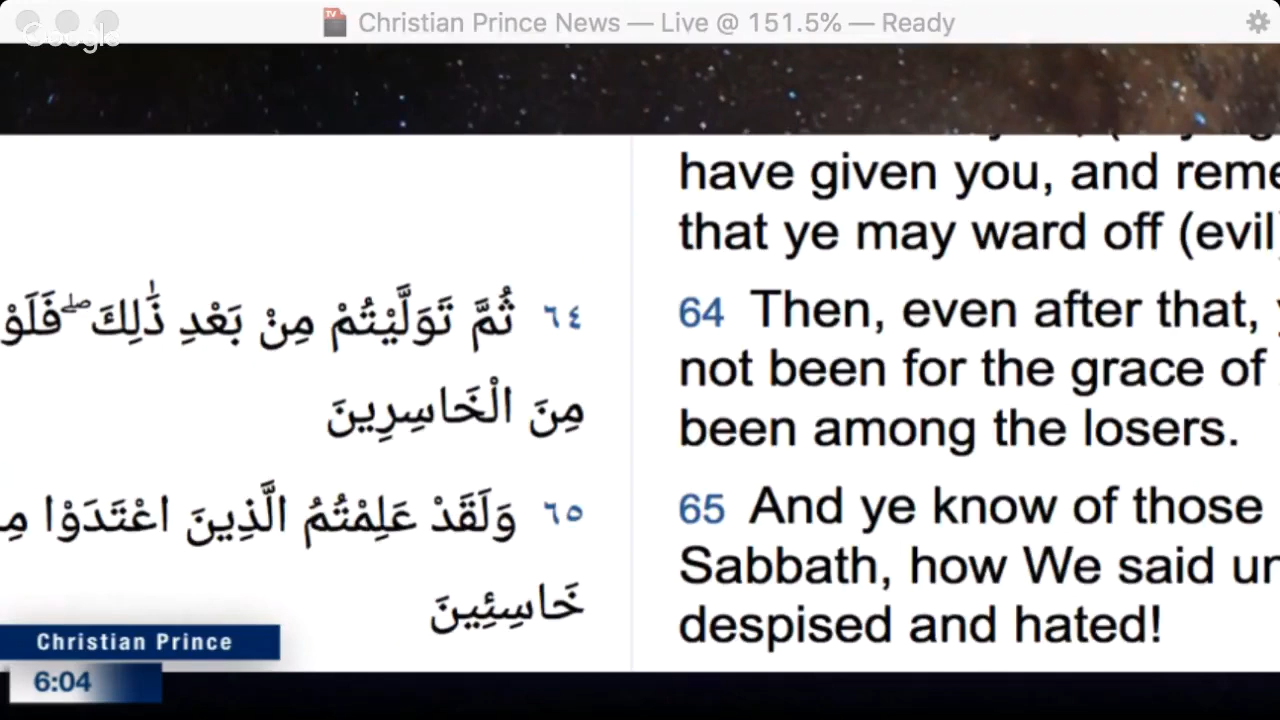 Christian Prince News — Live @ 151.5% — Ready
Google
have given you, and reme
that ye may ward off (evil)
٦٤ ثُمَّ تَوَلَّيْتُمْ مِنْ بَعْدِ ذَٰلِكَ ۖ فَلَوْ
مِنَ الْخَاسِرِينَ
64 Then, even after that,
not been for the grace of
been among the losers.
٦٥ وَلَقَدْ عَلِمْتُمُ الَّذِينَ اعْتَدَوْا
خَاسِئِينَ
65 And ye know of those
Sabbath, how We said un
despised and hated!
Christian Prince
6:04